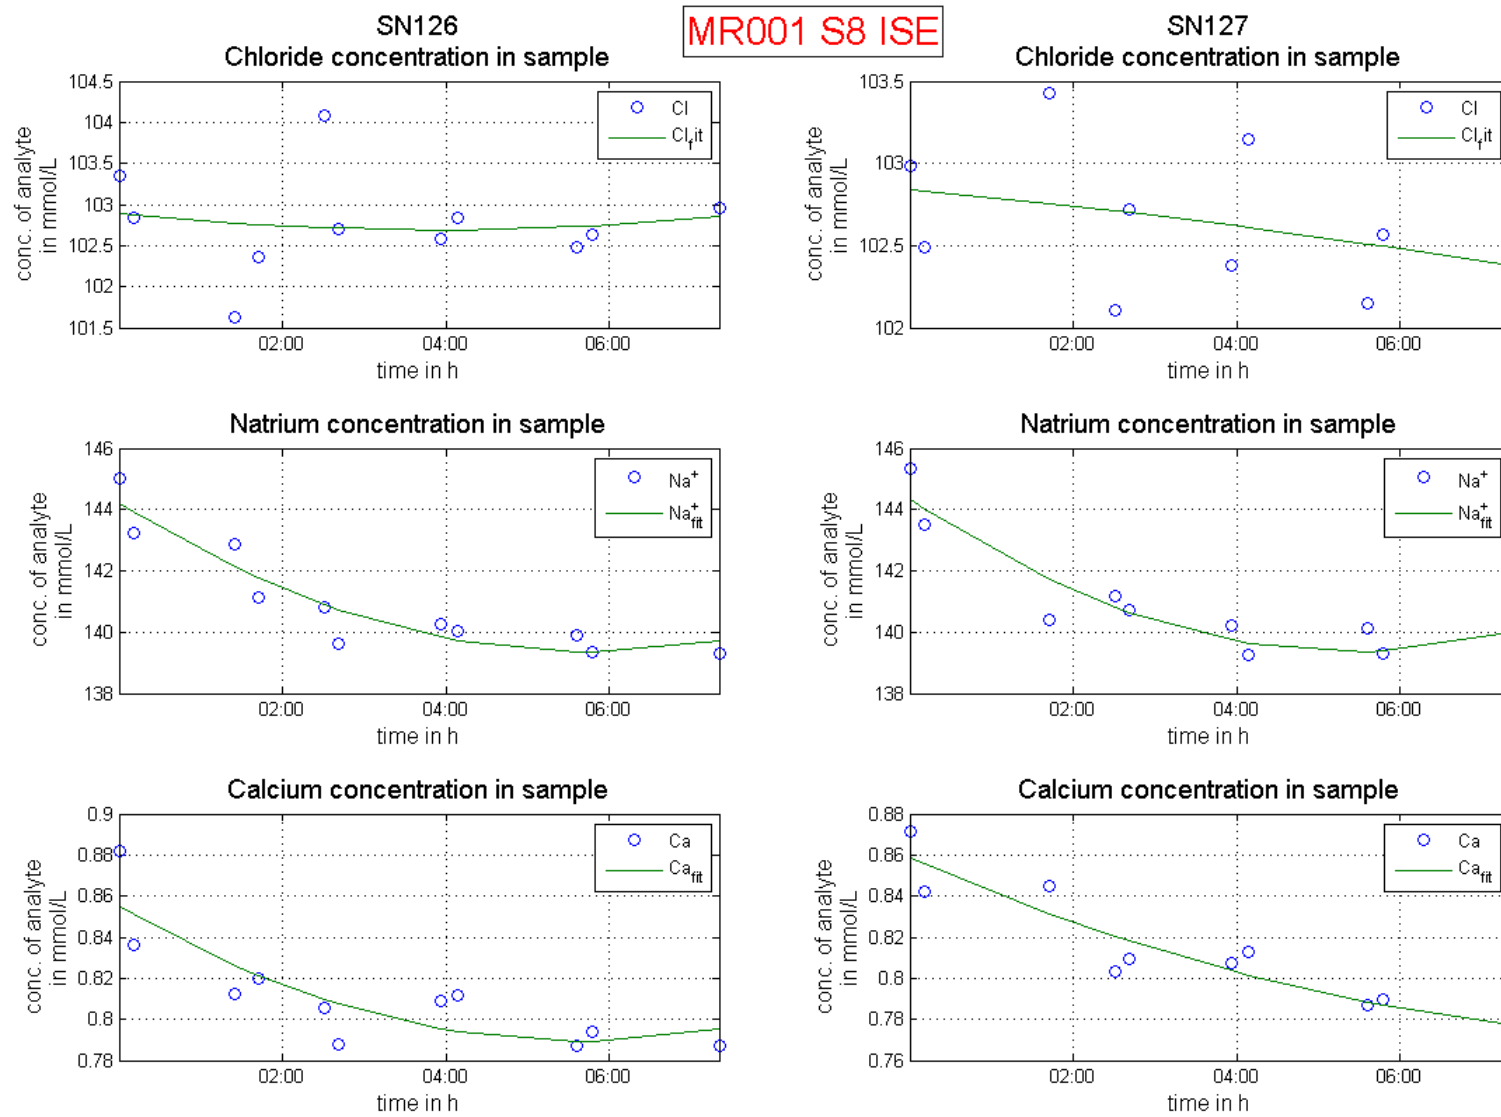 MR001 S8 ISE
SN126
Chloride concentration in sample
104.5
104
103.5
103
102.5
102
101.5
conc. of analyte
in mmol/L
Cl
Cl_fit
02:00
04:00
06:00
time in h
SN127
Chloride concentration in sample
103.5
103
102.5
102
conc. of analyte
in mmol/L
Cl
Cl_fit
02:00
04:00
06:00
time in h
Natrium concentration in sample
146
144
142
140
138
conc. of analyte
in mmol/L
Na+
Na+fit
02:00
04:00
06:00
time in h
Natrium concentration in sample
146
144
142
140
138
conc. of analyte
in mmol/L
Na+
Na+fit
02:00
04:00
06:00
time in h
Calcium concentration in sample
0.9
0.88
0.86
0.84
0.82
0.8
0.78
conc. of analyte
in mmol/L
Ca
Cafit
02:00
04:00
06:00
time in h
Calcium concentration in sample
0.88
0.86
0.84
0.82
0.8
0.78
0.76
conc. of analyte
in mmol/L
Ca
Cafit
02:00
04:00
06:00
time in h